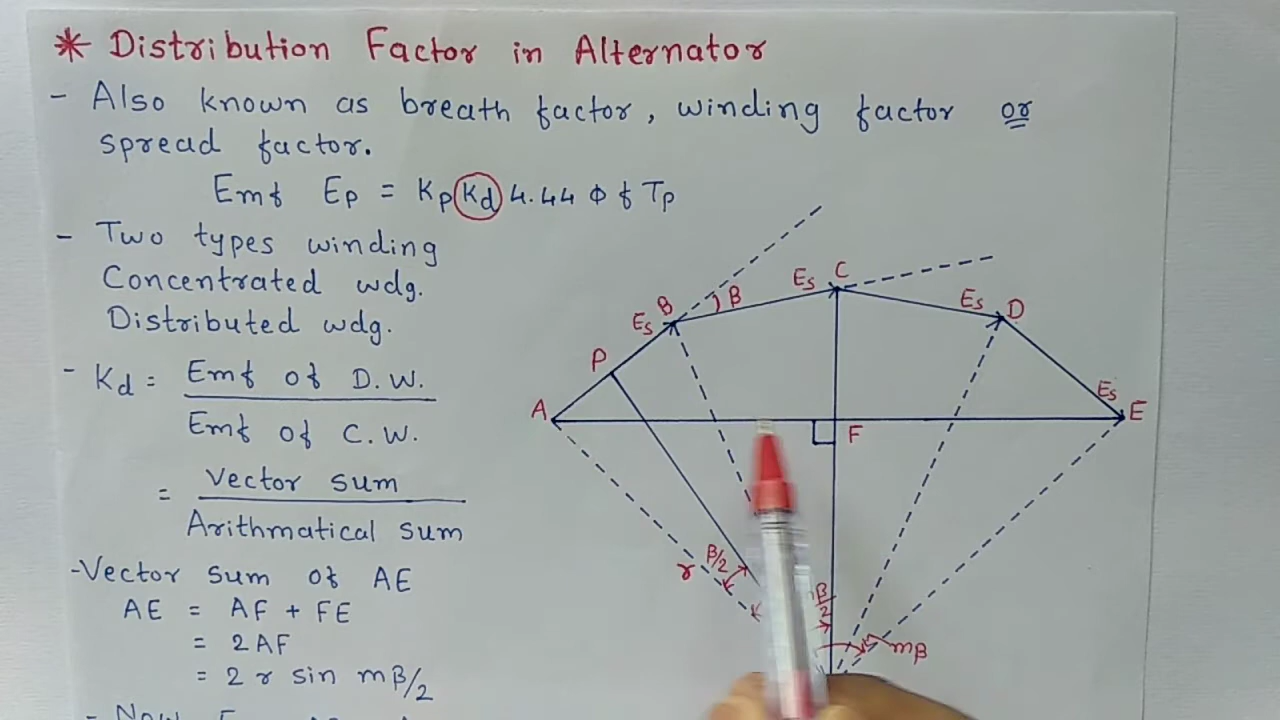 * Distribution Factor in Alternator
- Also known as breath factor, winding factor or
spread factor.
Emf Ep = Kp Kd 4.44 Φ f Tp
- Two types winding
Concentrated wdg.
Distributed wdg.
- Kd = Emf of D.W.
Emf of C.W.
= Vector sum
Arithmatical sum
- Vector sum of AE
AE = AF + FE
= 2AF
= 2 r sin mβ/2
- Now
A
P
Es B
β
Es C
Es D
Es E
F
r
β/2
β/2
mβ